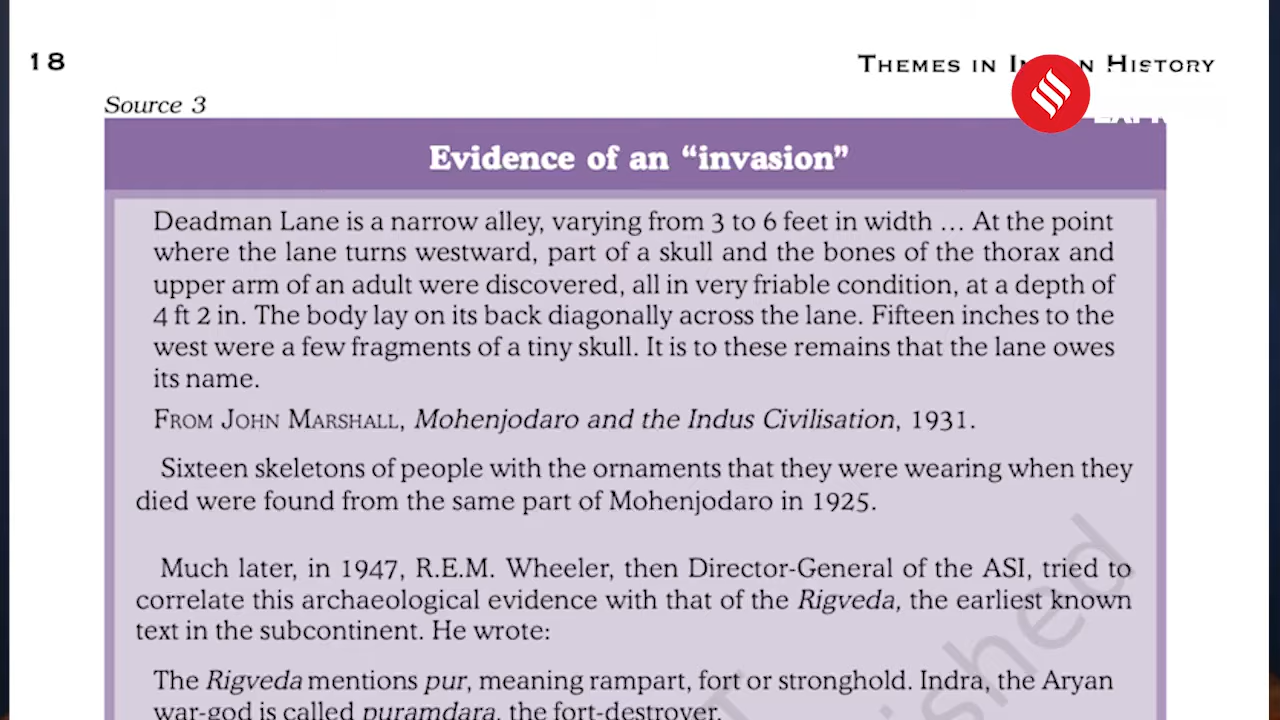 18
THEMES IN INDIAN HISTORY
Source 3
Evidence of an “invasion”
Deadman Lane is a narrow alley, varying from 3 to 6 feet in width … At the point
where the lane turns westward, part of a skull and the bones of the thorax and
upper arm of an adult were discovered, all in very friable condition, at a depth of
4 ft 2 in. The body lay on its back diagonally across the lane. Fifteen inches to the
west were a few fragments of a tiny skull. It is to these remains that the lane owes
its name.
FROM JOHN MARSHALL, Mohenjodaro and the Indus Civilisation, 1931.
Sixteen skeletons of people with the ornaments that they were wearing when they
died were found from the same part of Mohenjodaro in 1925.
Much later, in 1947, R.E.M. Wheeler, then Director-General of the ASI, tried to
correlate this archaeological evidence with that of the Rigveda, the earliest known
text in the subcontinent. He wrote:
The Rigveda mentions pur, meaning rampart, fort or stronghold. Indra, the Aryan
war-god is called puramdara, the fort-destroyer.